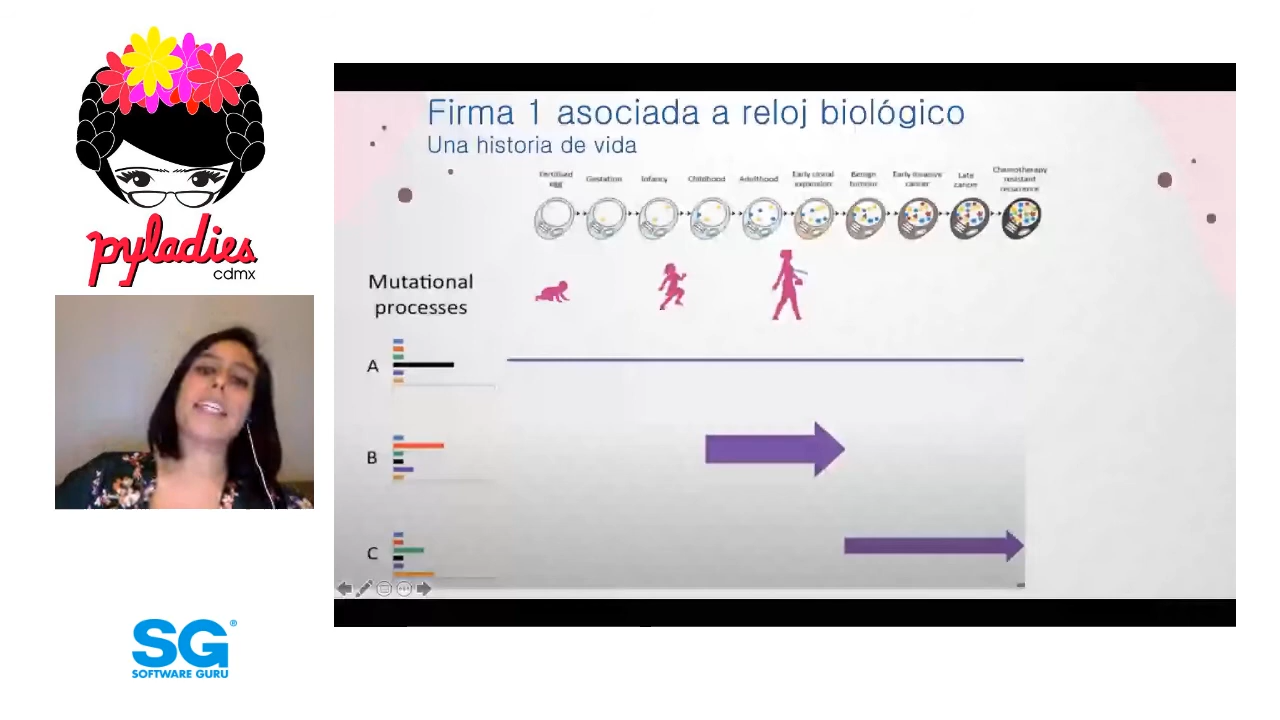 pyladies
cdmx
Firma 1 asociada a reloj biológico
Una historia de vida
Fertilised egg
Gestation
Infancy
Childhood
Adulthood
Early clonal expansion
Benign tumour
Early invasive cancer
Late cancer
Chemotherapy resistant recurrence
Mutational
processes
A
B
C
SG®
SOFTWARE GURU